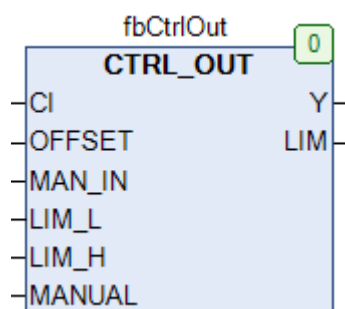 fbCtrlOut
0
CTRL_OUT
CI Y
OFFSET LIM
MAN_IN
LIM_L
LIM_H
MANUAL